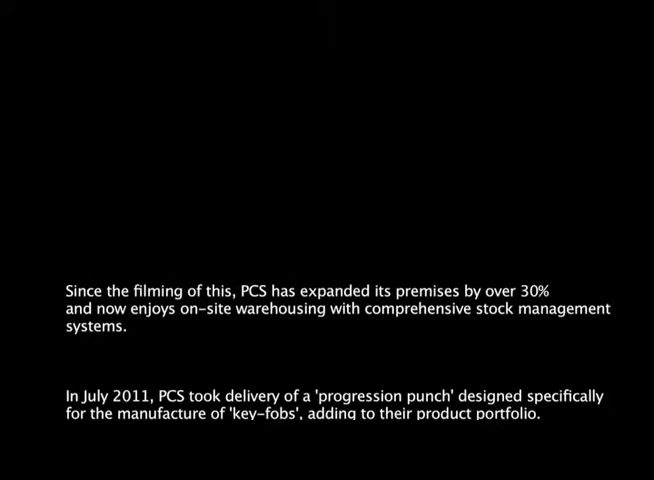 Since the filming of this, PCS has expanded its premises by over 30%
and now enjoys on-site warehousing with comprehensive stock management
systems.
In July 2011, PCS took delivery of a 'progression punch' designed specifically
for the manufacture of 'key-fobs', adding to their product portfolio.